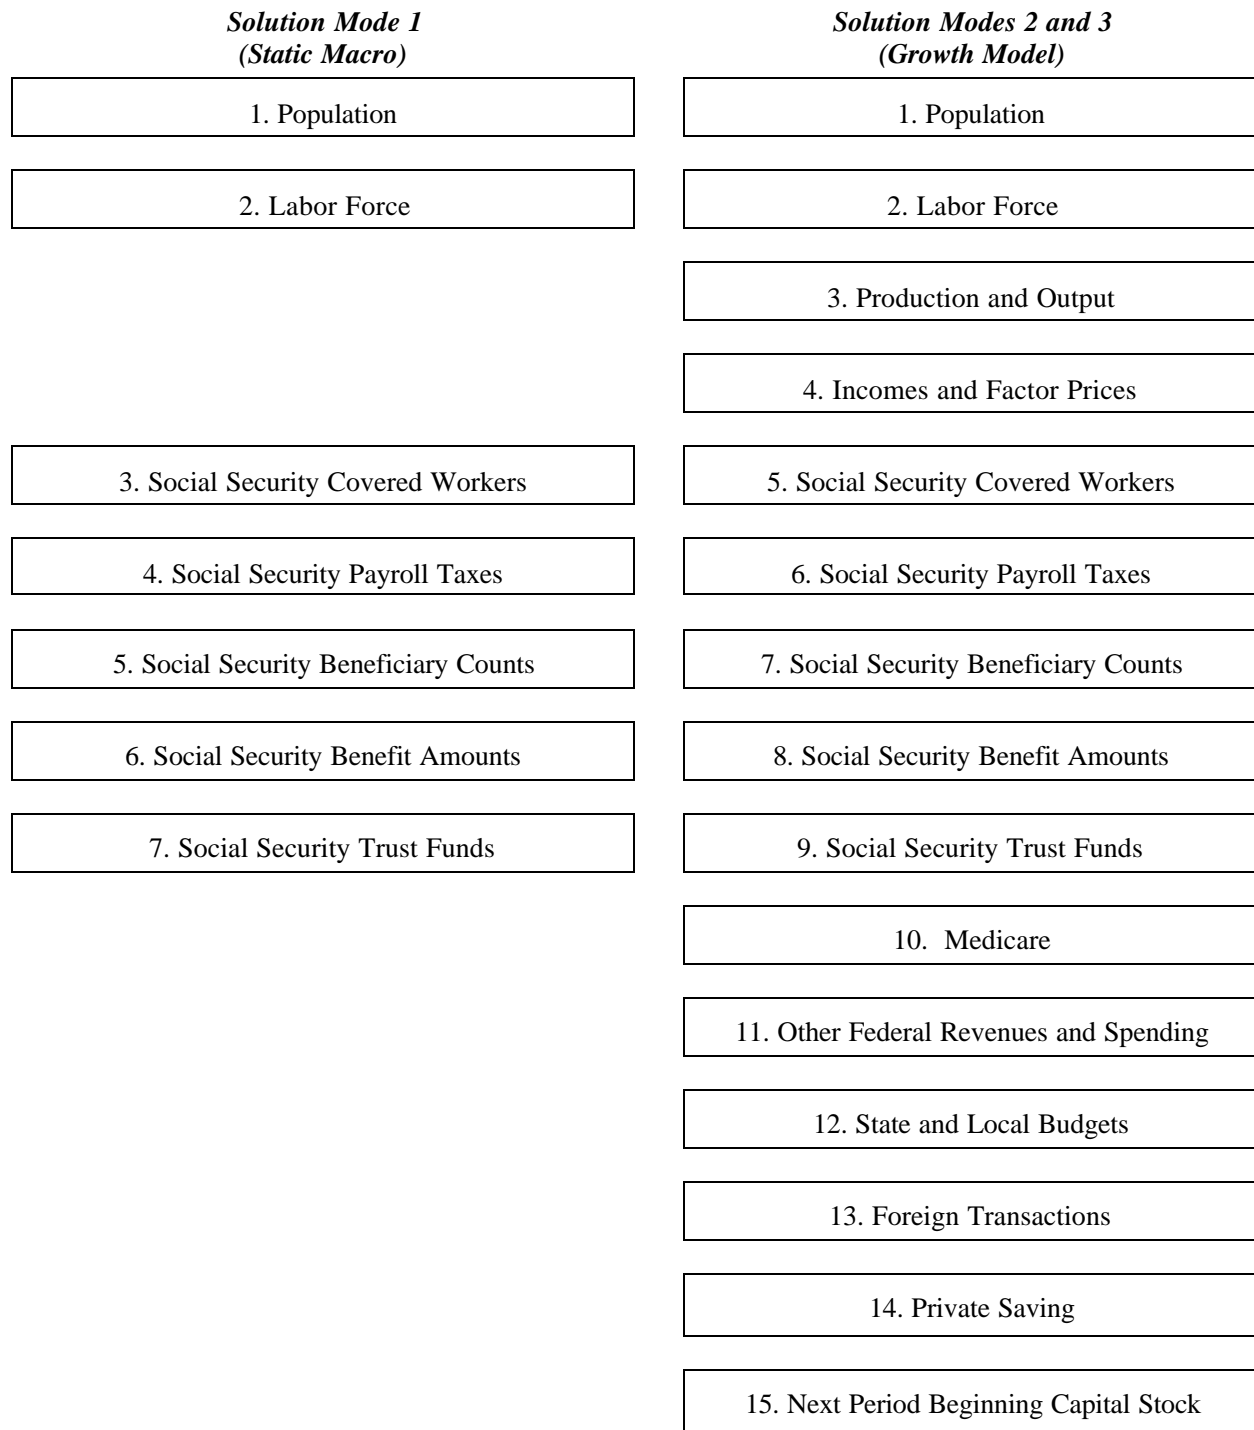 Solution Mode 1
(Static Macro)
1. Population
2. Labor Force
3. Social Security Covered Workers
4. Social Security Payroll Taxes
5. Social Security Beneficiary Counts
6. Social Security Benefit Amounts
7. Social Security Trust Funds
Solution Modes 2 and 3
(Growth Model)
1. Population
2. Labor Force
3. Production and Output
4. Incomes and Factor Prices
5. Social Security Covered Workers
6. Social Security Payroll Taxes
7. Social Security Beneficiary Counts
8. Social Security Benefit Amounts
9. Social Security Trust Funds
10. Medicare
11. Other Federal Revenues and Spending
12. State and Local Budgets
13. Foreign Transactions
14. Private Saving
15. Next Period Beginning Capital Stock